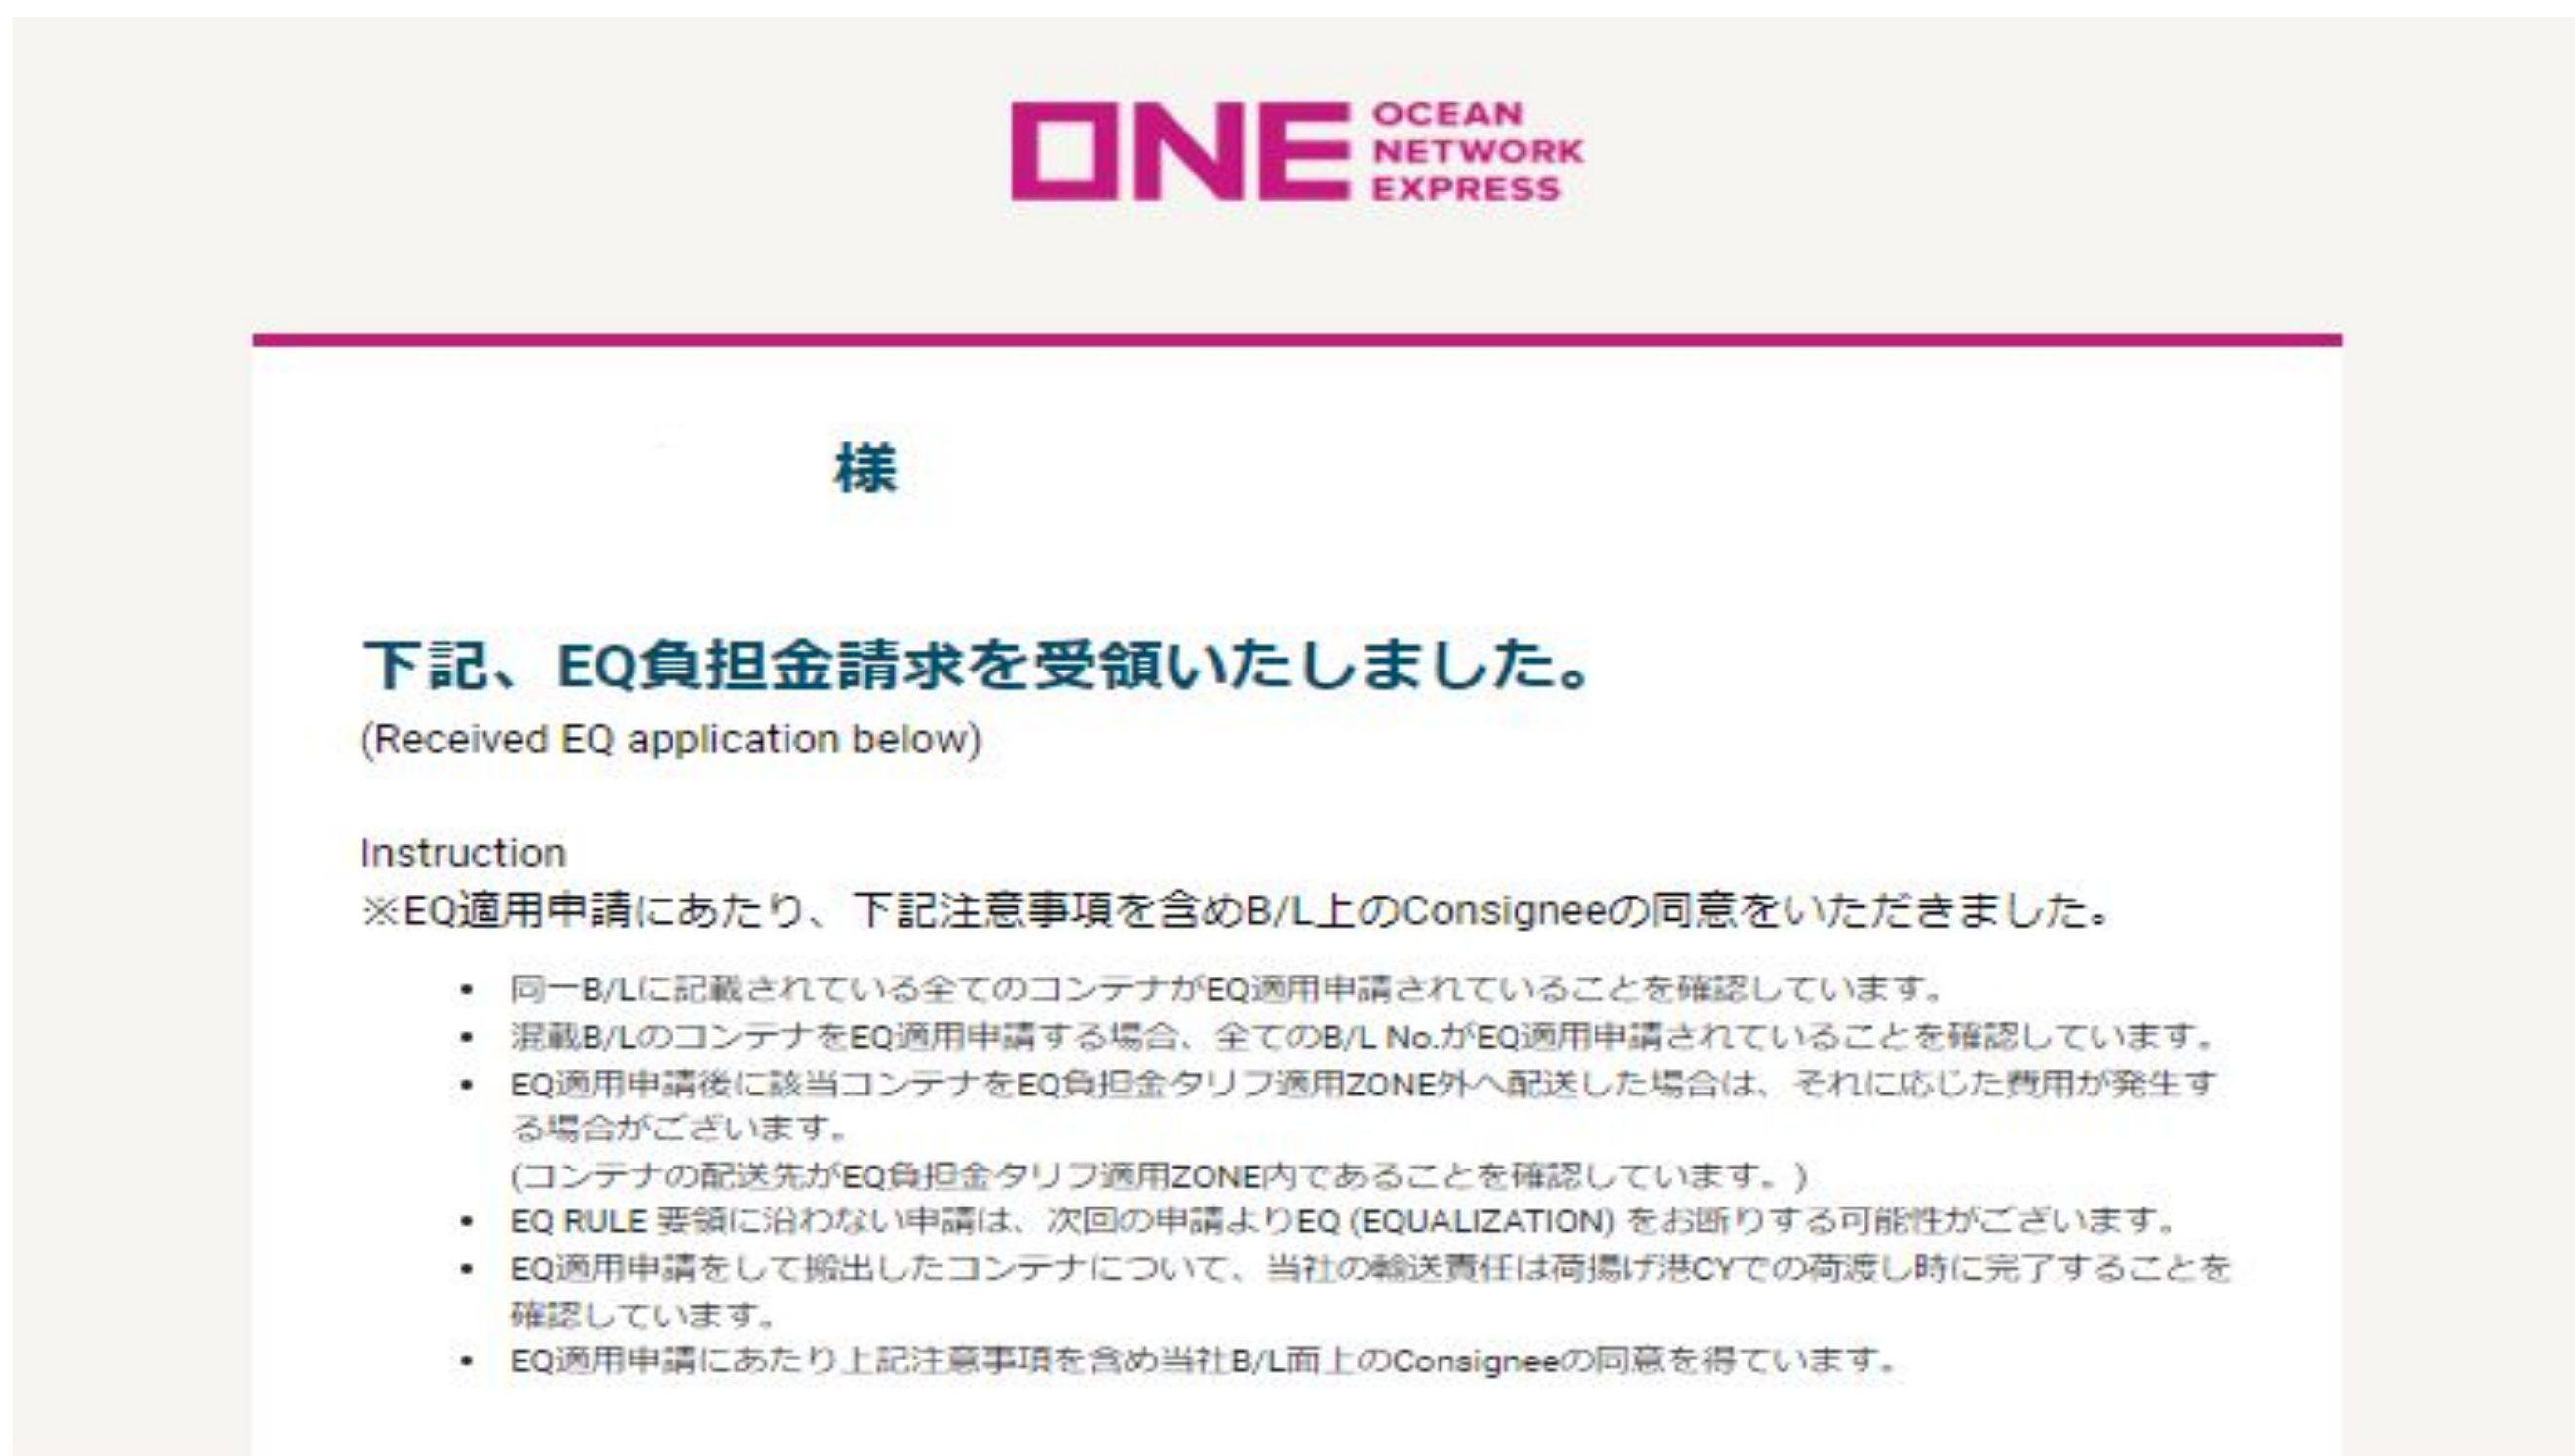 ONE OCEAN
NETWORK
EXPRESS
様
下記、EQ負担金請求を受領いたしました。
(Received EQ application below)
Instruction
※EQ適用申請にあたり、下記注意事項を含めB/L上のConsigneeの同意をいただきました。
• 同一B/Lに記載されている全てのコンテナがEQ適用申請されていることを確認しています。
• 混載B/LのコンテナをEQ適用申請する場合、全てのB/L No.がEQ適用申請されていることを確認しています。
• EQ適用申請後に該当コンテナをEQ負担金タリフ適用ZONE外へ配送した場合は、それに応じた費用が発生す
る場合がございます。
(コンテナの配送先がEQ負担金タリフ適用ZONE内であることを確認しています。)
• EQ RULE 要領に沿わない申請は、次回の申請よりEQ (EQUALIZATION) をお断りする可能性がございます。
• EQ適用申請をして搬出したコンテナについて、当社の輸送責任は荷揚げ港CYでの荷渡し時に完了することを
確認しています。
• EQ適用申請にあたり上記注意事項を含め当社B/L面上のConsigneeの同意を得ています。